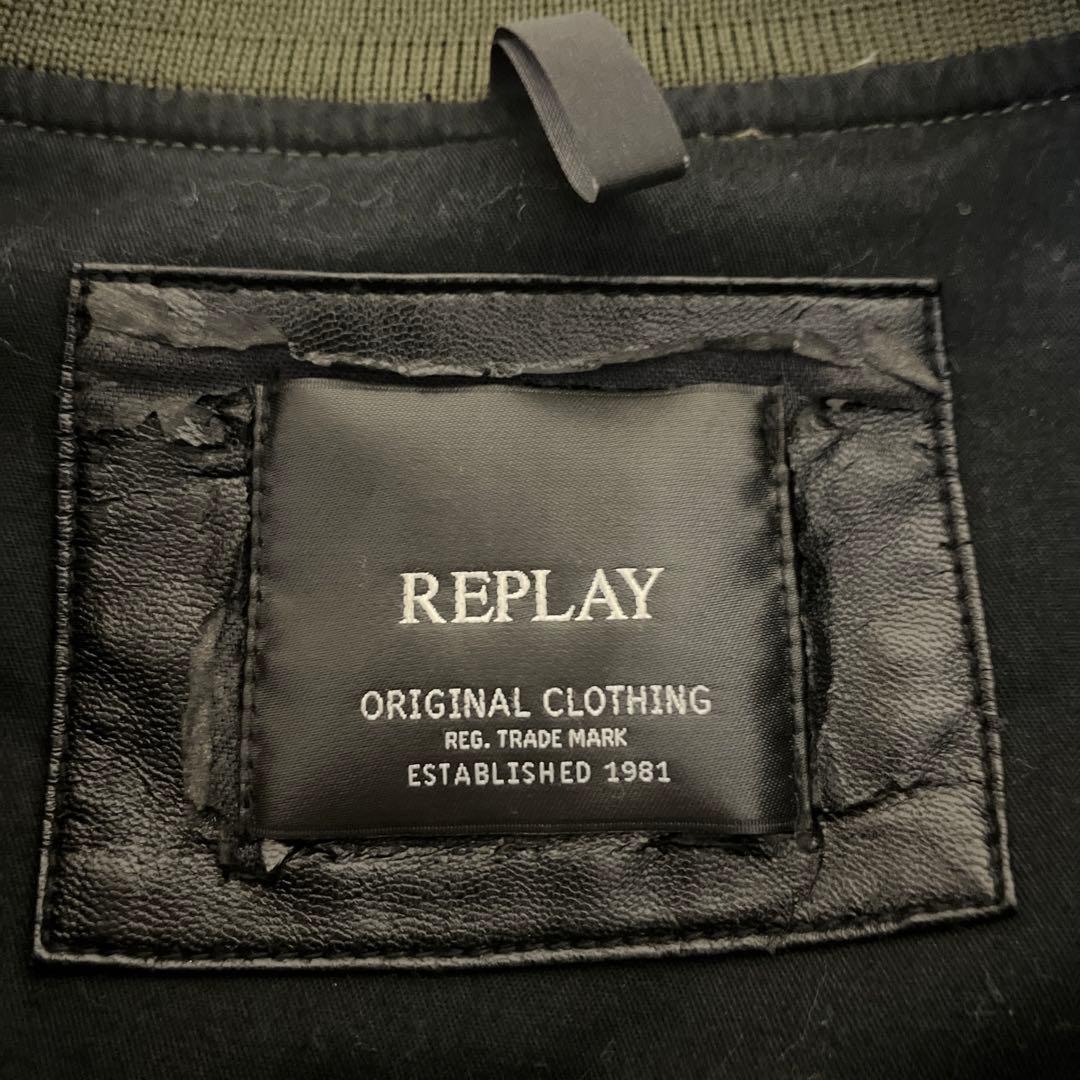 REPLAY
ORIGINAL CLOTHING
REG. TRADE MARK
ESTABLISHED 1981